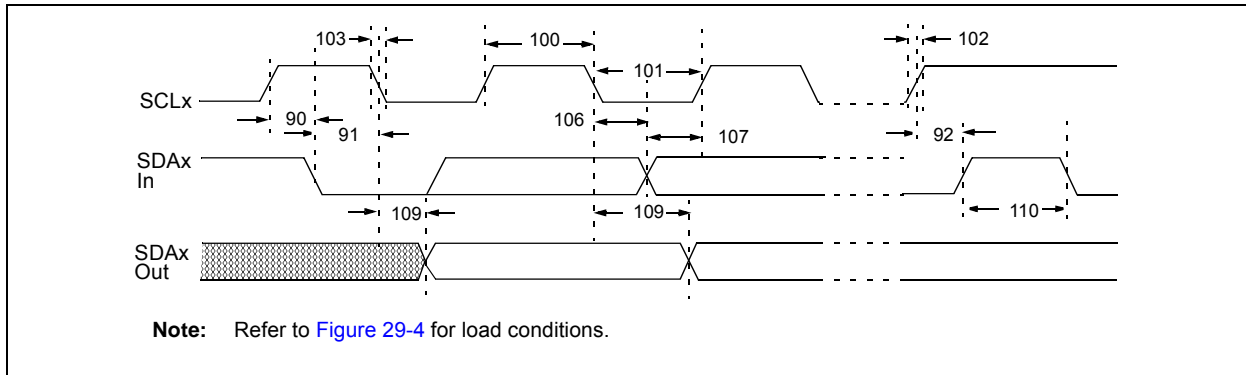 103
100
102
101
SCLx
90
91
106
107
92
SDAx
In
109
109
110
SDAx
Out
Note: Refer to Figure 29-4 for load conditions.